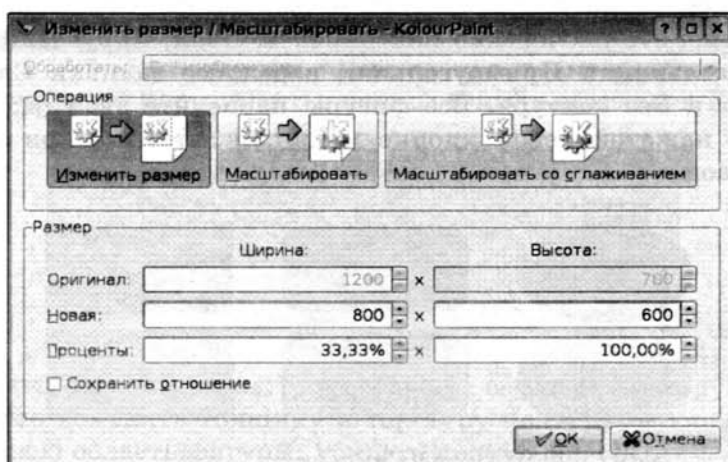 Изменить размер / Масштабировать - KolourPaint
Обработать:
Операция
Изменить размер
Масштабировать
Масштабировать со сглаживанием
Размер
Ширина: Высота:
Оригинал: 1200 x 700
Новая: 800 x 600
Проценты: 33,33% x 100,00%
Сохранить отношение
OK Отмена